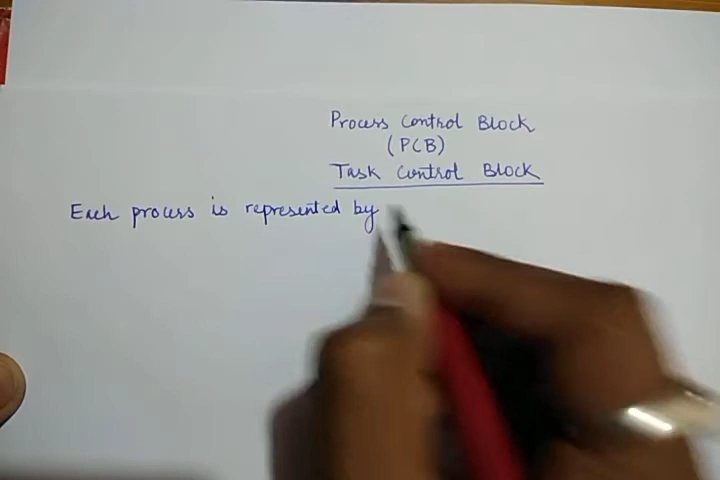 Process Control Block
(PCB)
Task Control Block
Each process is represented by